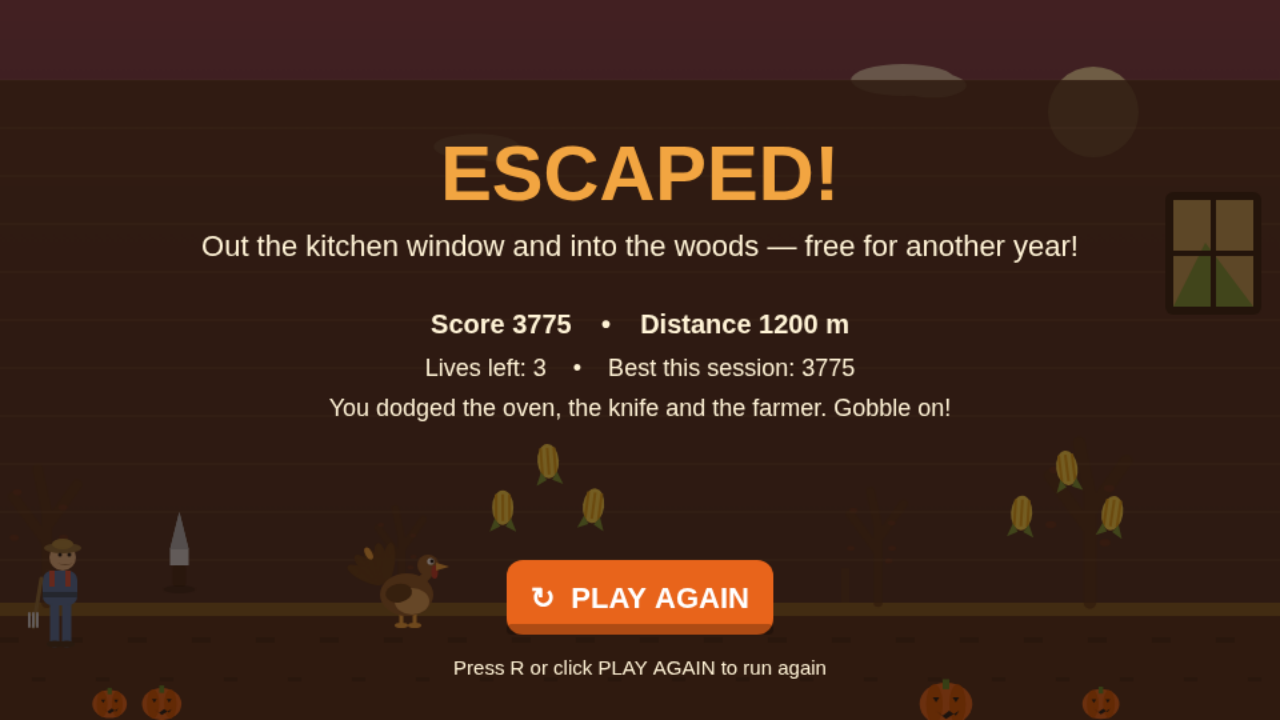 ESCAPED!
Out the kitchen window and into the woods — free for another year!
Score 3775 • Distance 1200 m
Lives left: 3 • Best this session: 3775
You dodged the oven, the knife and the farmer. Gobble on!
↻ PLAY AGAIN
Press R or click PLAY AGAIN to run again